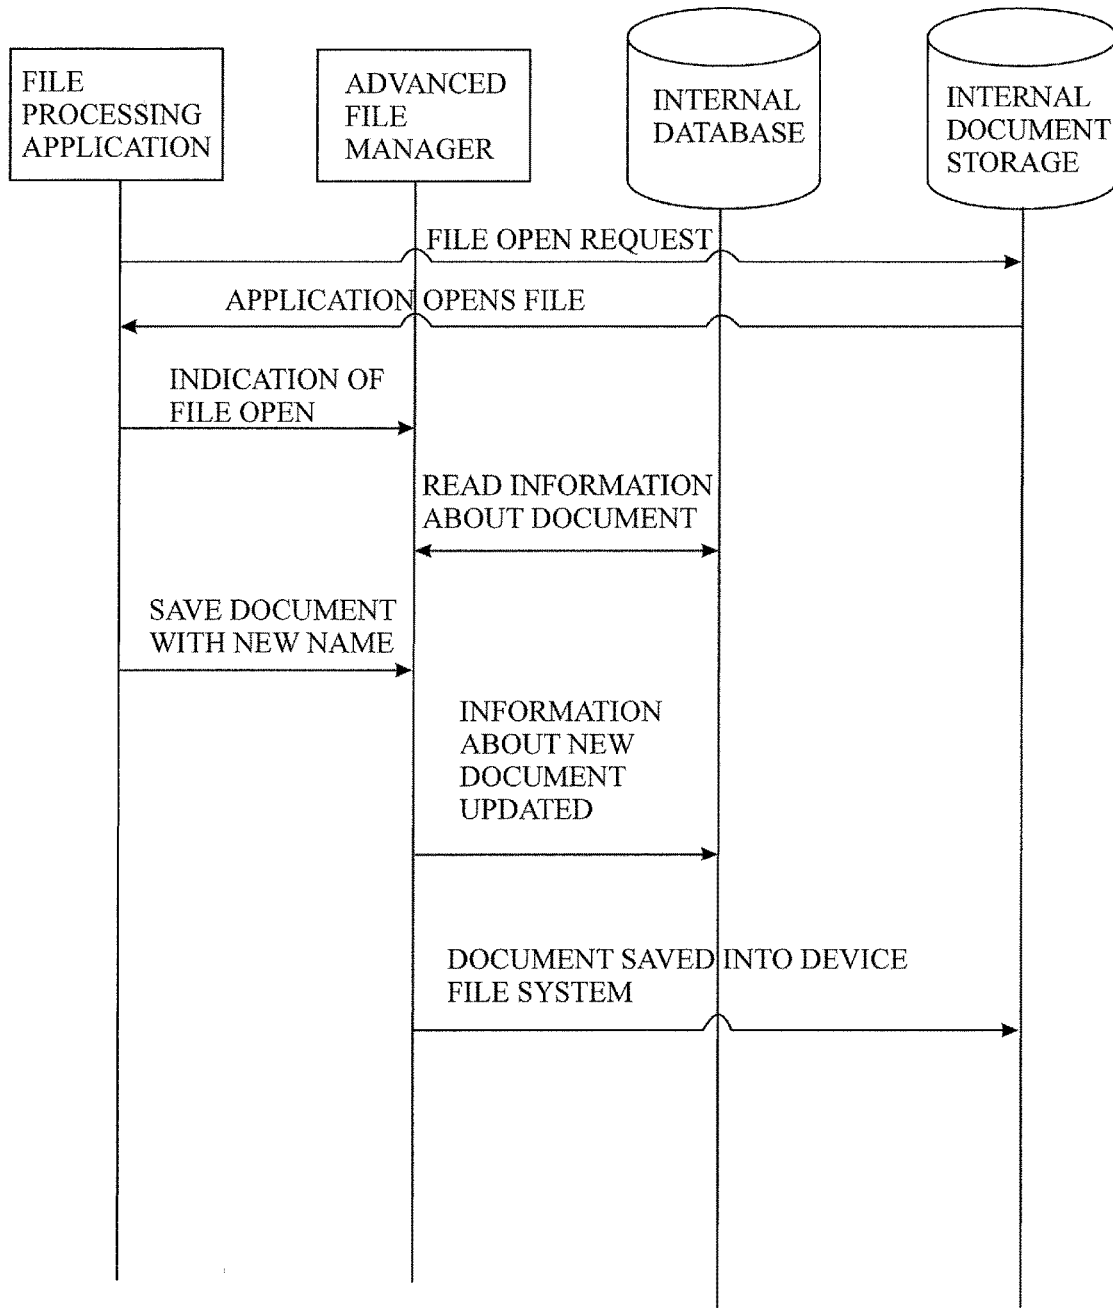 FILE
PROCESSING
APPLICATION
ADVANCED
FILE
MANAGER
INTERNAL
DATABASE
INTERNAL
DOCUMENT
STORAGE
FILE OPEN REQUEST
APPLICATION OPENS FILE
INDICATION OF
FILE OPEN
READ INFORMATION
ABOUT DOCUMENT
SAVE DOCUMENT
WITH NEW NAME
INFORMATION
ABOUT NEW
DOCUMENT
UPDATED
DOCUMENT SAVED INTO DEVICE
FILE SYSTEM